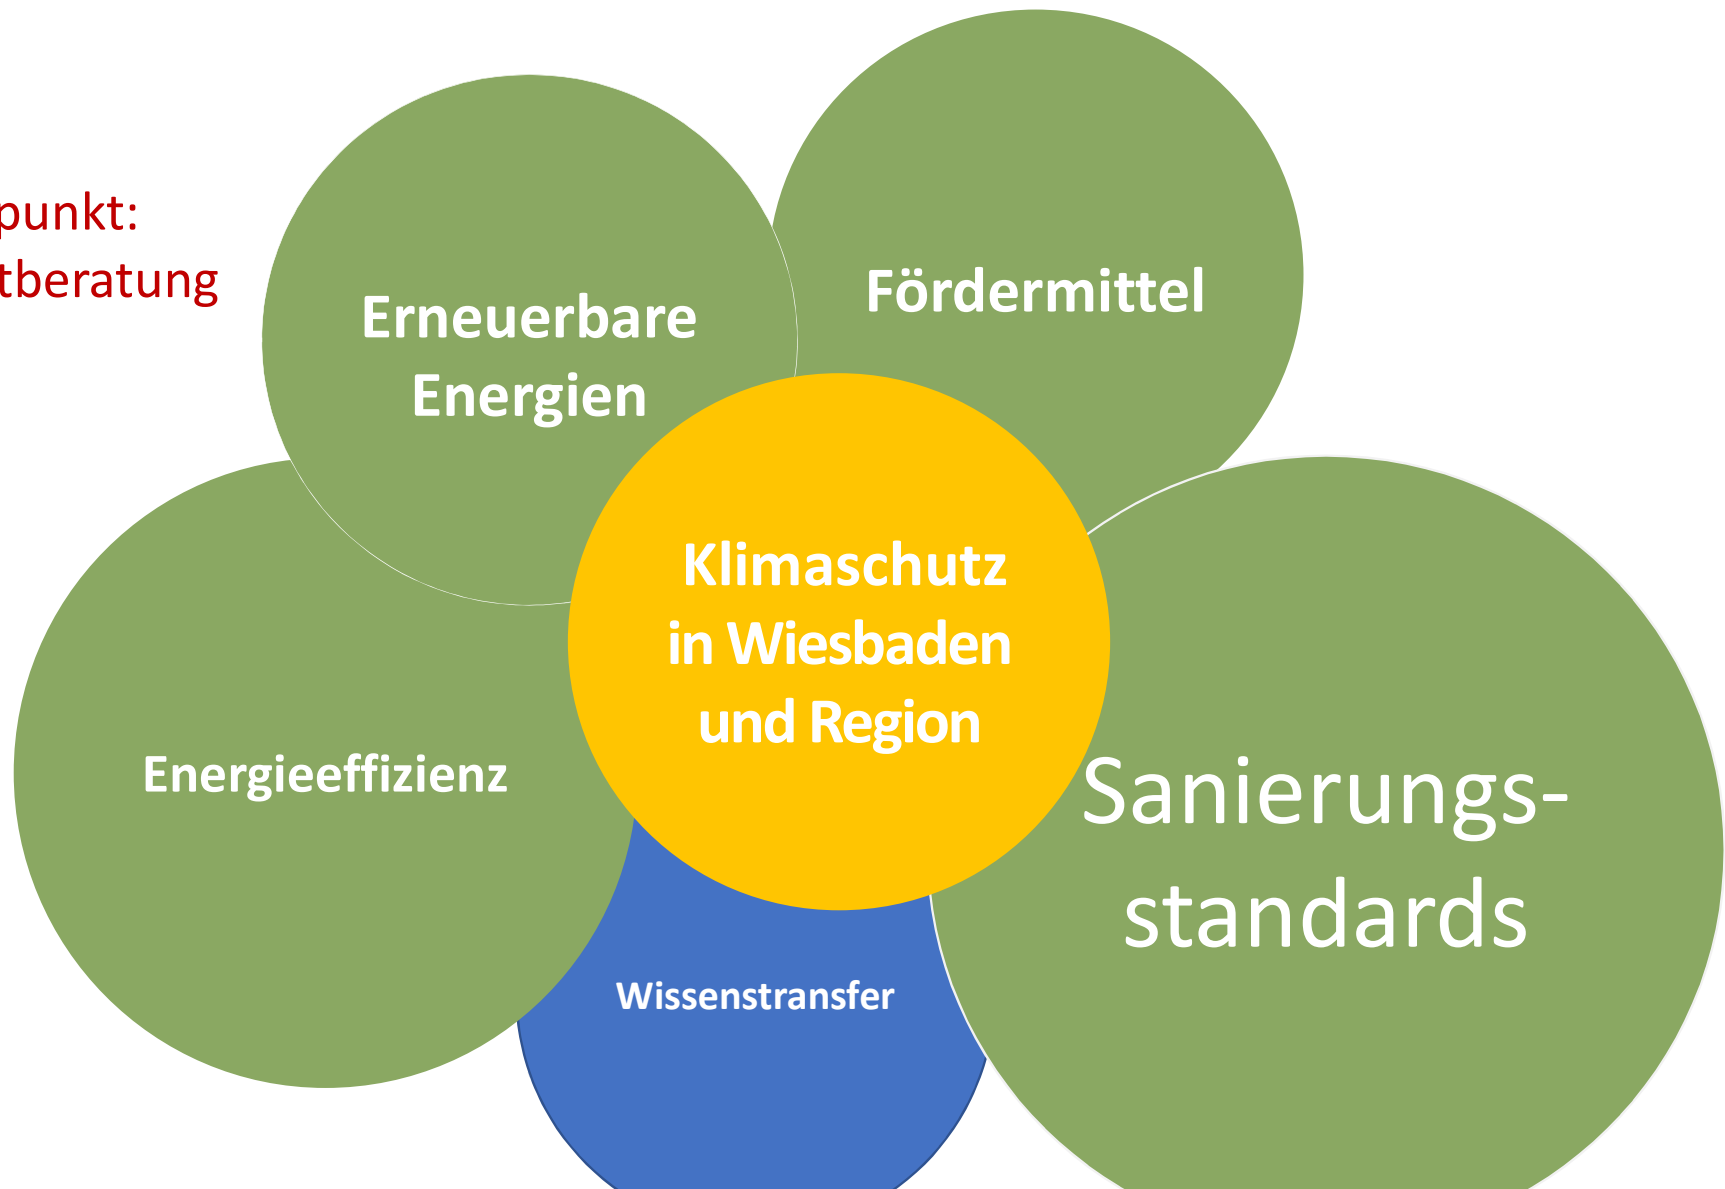 punkt:
tberatung
Erneuerbare
Energien
Fördermittel
Klimaschutz
in Wiesbaden
und Region
Energieeffizienz
Sanierungs-
standards
Wissenstransfer